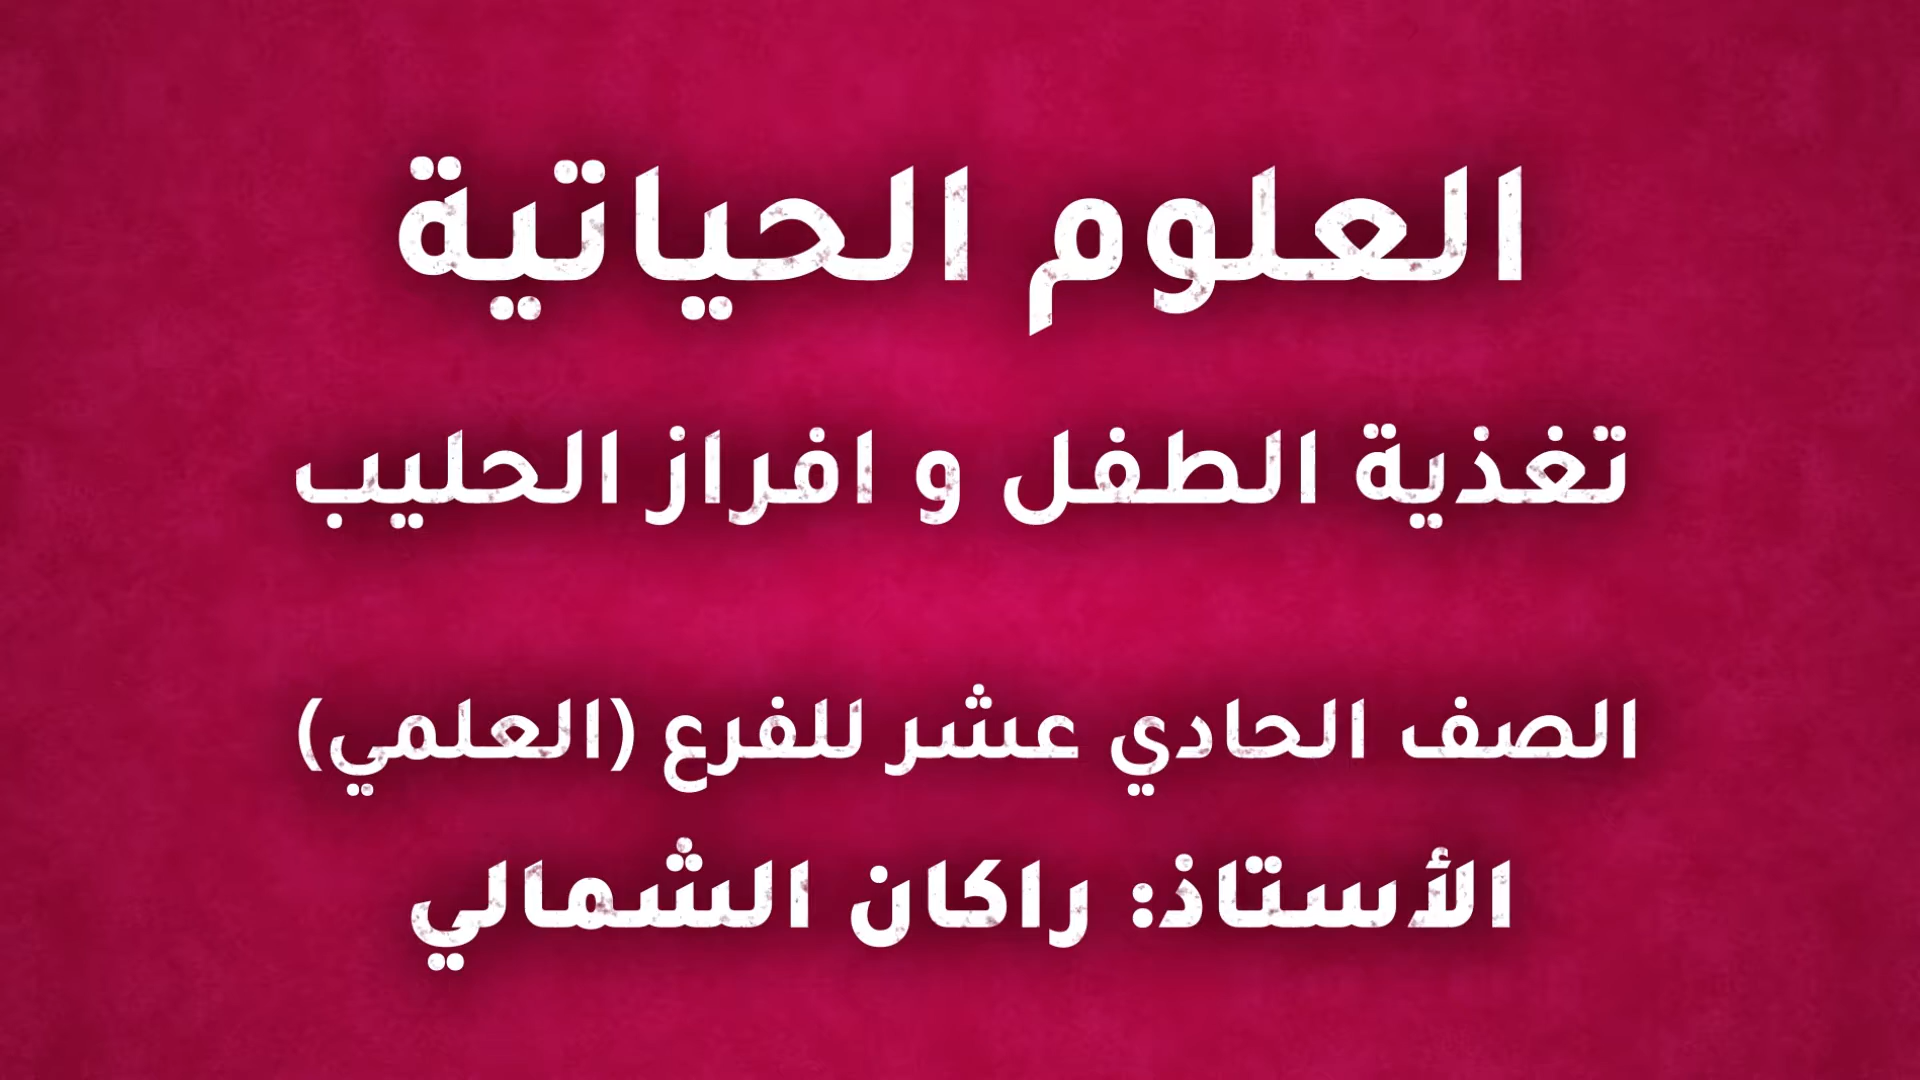 العلوم الحياتية
تغذية الطفل و افراز الحليب
الصف الحادي عشر للفرع (العلمي)
الأستاذ: راكان الشمالي